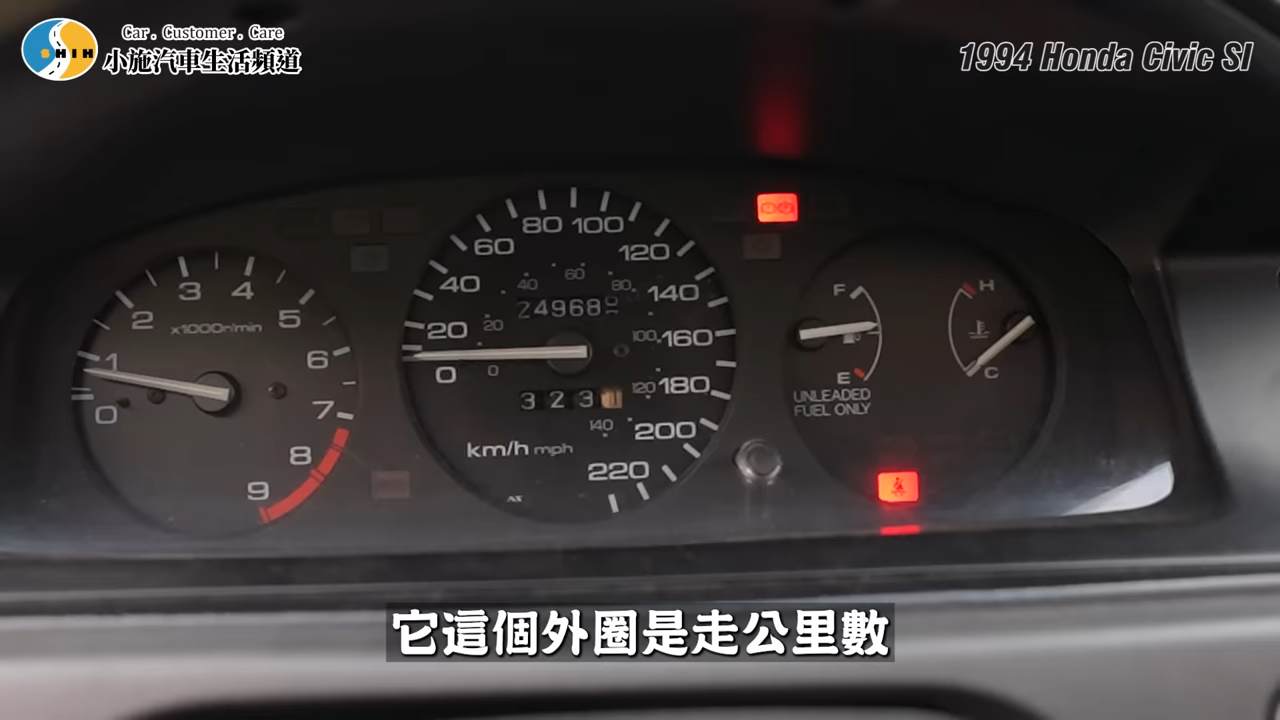 Car. Customer. Care
SHIH
小施汽車生活頻道
1994 Honda Civic SI
0 1 2 3 4 5 6 7 8 9
x1000r/min
0 20 40 60 80 100 120 140 160 180 200 220
0 20 40 60 80 100 120 140
24968
323
km/h mph
F
E
UNLEADED
FUEL ONLY
H
C
它這個外圈是走公里數